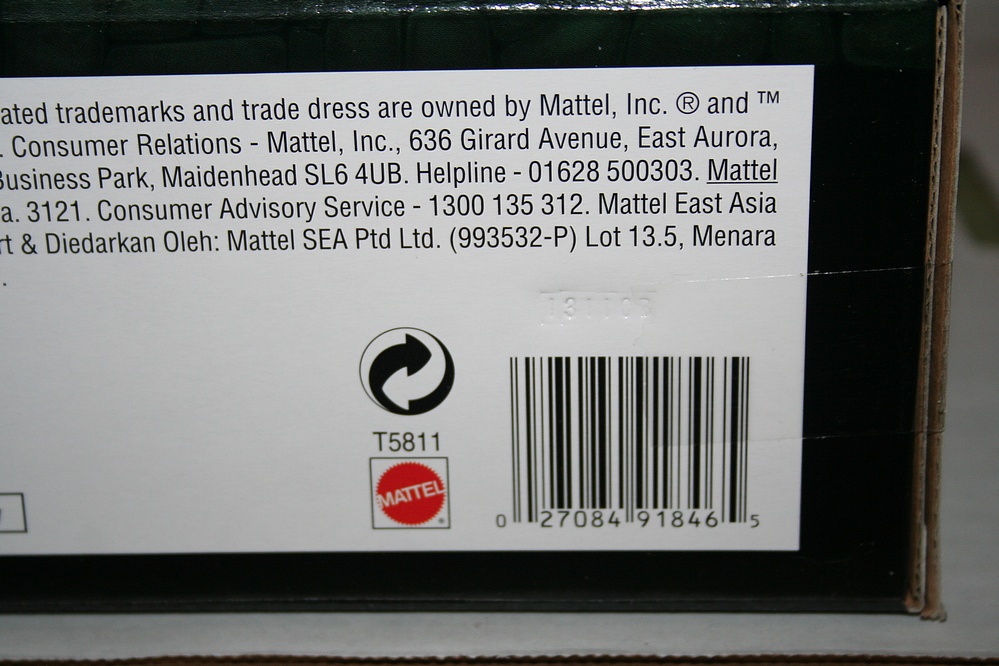 ated trademarks and trade dress are owned by Mattel, Inc. ® and ™
. Consumer Relations - Mattel, Inc., 636 Girard Avenue, East Aurora,
Business Park, Maidenhead SL6 4UB. Helpline - 01628 500303. Mattel
a. 3121. Consumer Advisory Service - 1300 135 312. Mattel East Asia
rt & Diedarkan Oleh: Mattel SEA Ptd Ltd. (993532-P) Lot 13.5, Menara
T5811
MATTEL®
0 27084 91846 5